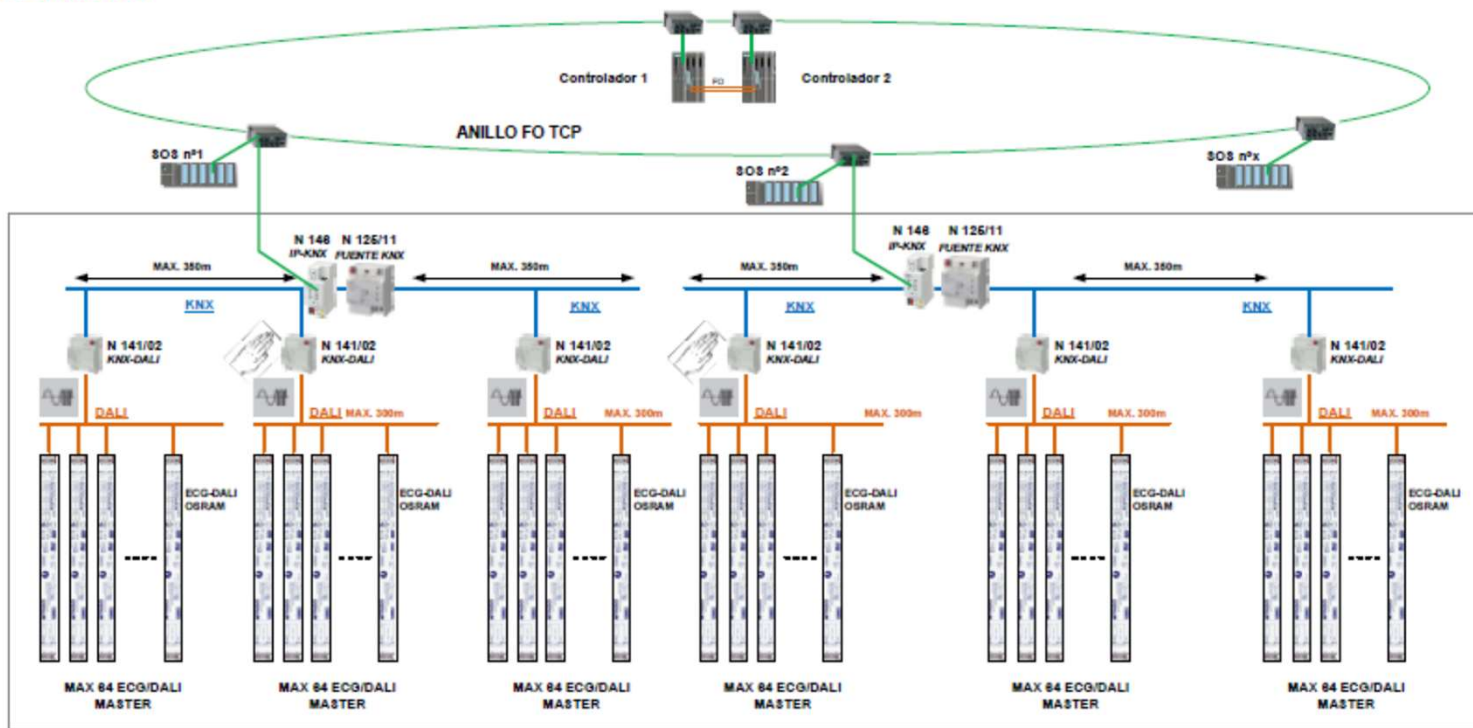 Controlador 1
FO
Controlador 2
ANILLO FO TCP
SOS nº1
SOS nº2
SOS nºx
N 146
IP-KNX
N 125/11
FUENTE KNX
N 146
IP-KNX
N 125/11
FUENTE KNX
MAX. 350m
MAX. 350m
MAX. 350m
MAX. 350m
KNX
KNX
KNX
KNX
N 141/02
KNX-DALI
N 141/02
KNX-DALI
N 141/02
KNX-DALI
N 141/02
KNX-DALI
N 141/02
KNX-DALI
N 141/02
KNX-DALI
DALI
DALI MAX. 300m
DALI MAX. 300m
DALI MAX. 300m
DALI MAX. 300m
DALI MAX. 300m
ECG-DALI
OSRAM
ECG-DALI
OSRAM
ECG-DALI
OSRAM
ECG-DALI
OSRAM
ECG-DALI
OSRAM
ECG-DALI
OSRAM
MAX 64 ECG/DALI
MASTER
MAX 64 ECG/DALI
MASTER
MAX 64 ECG/DALI
MASTER
MAX 64 ECG/DALI
MASTER
MAX 64 ECG/DALI
MASTER
MAX 64 ECG/DALI
MASTER